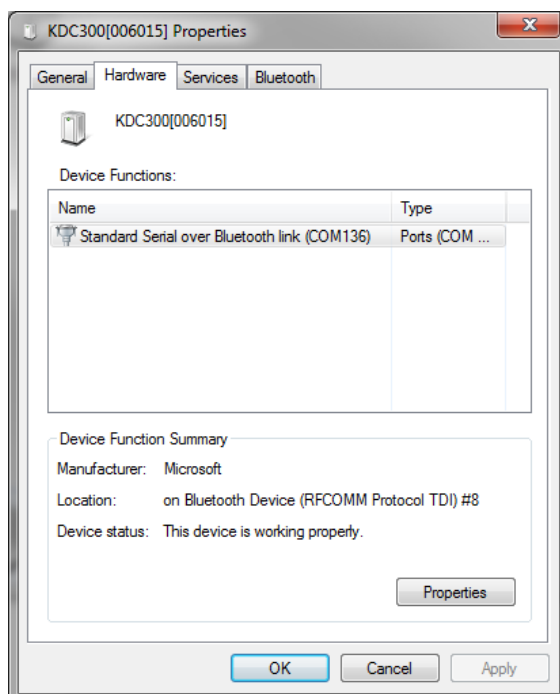 KDC300[006015] Properties
General Hardware Services Bluetooth
KDC300[006015]
Device Functions:
Name Type
Standard Serial over Bluetooth link (COM136) Ports (COM ...
Device Function Summary
Manufacturer: Microsoft
Location: on Bluetooth Device (RFCOMM Protocol TDI) #8
Device status: This device is working properly.
Properties
OK Cancel Apply